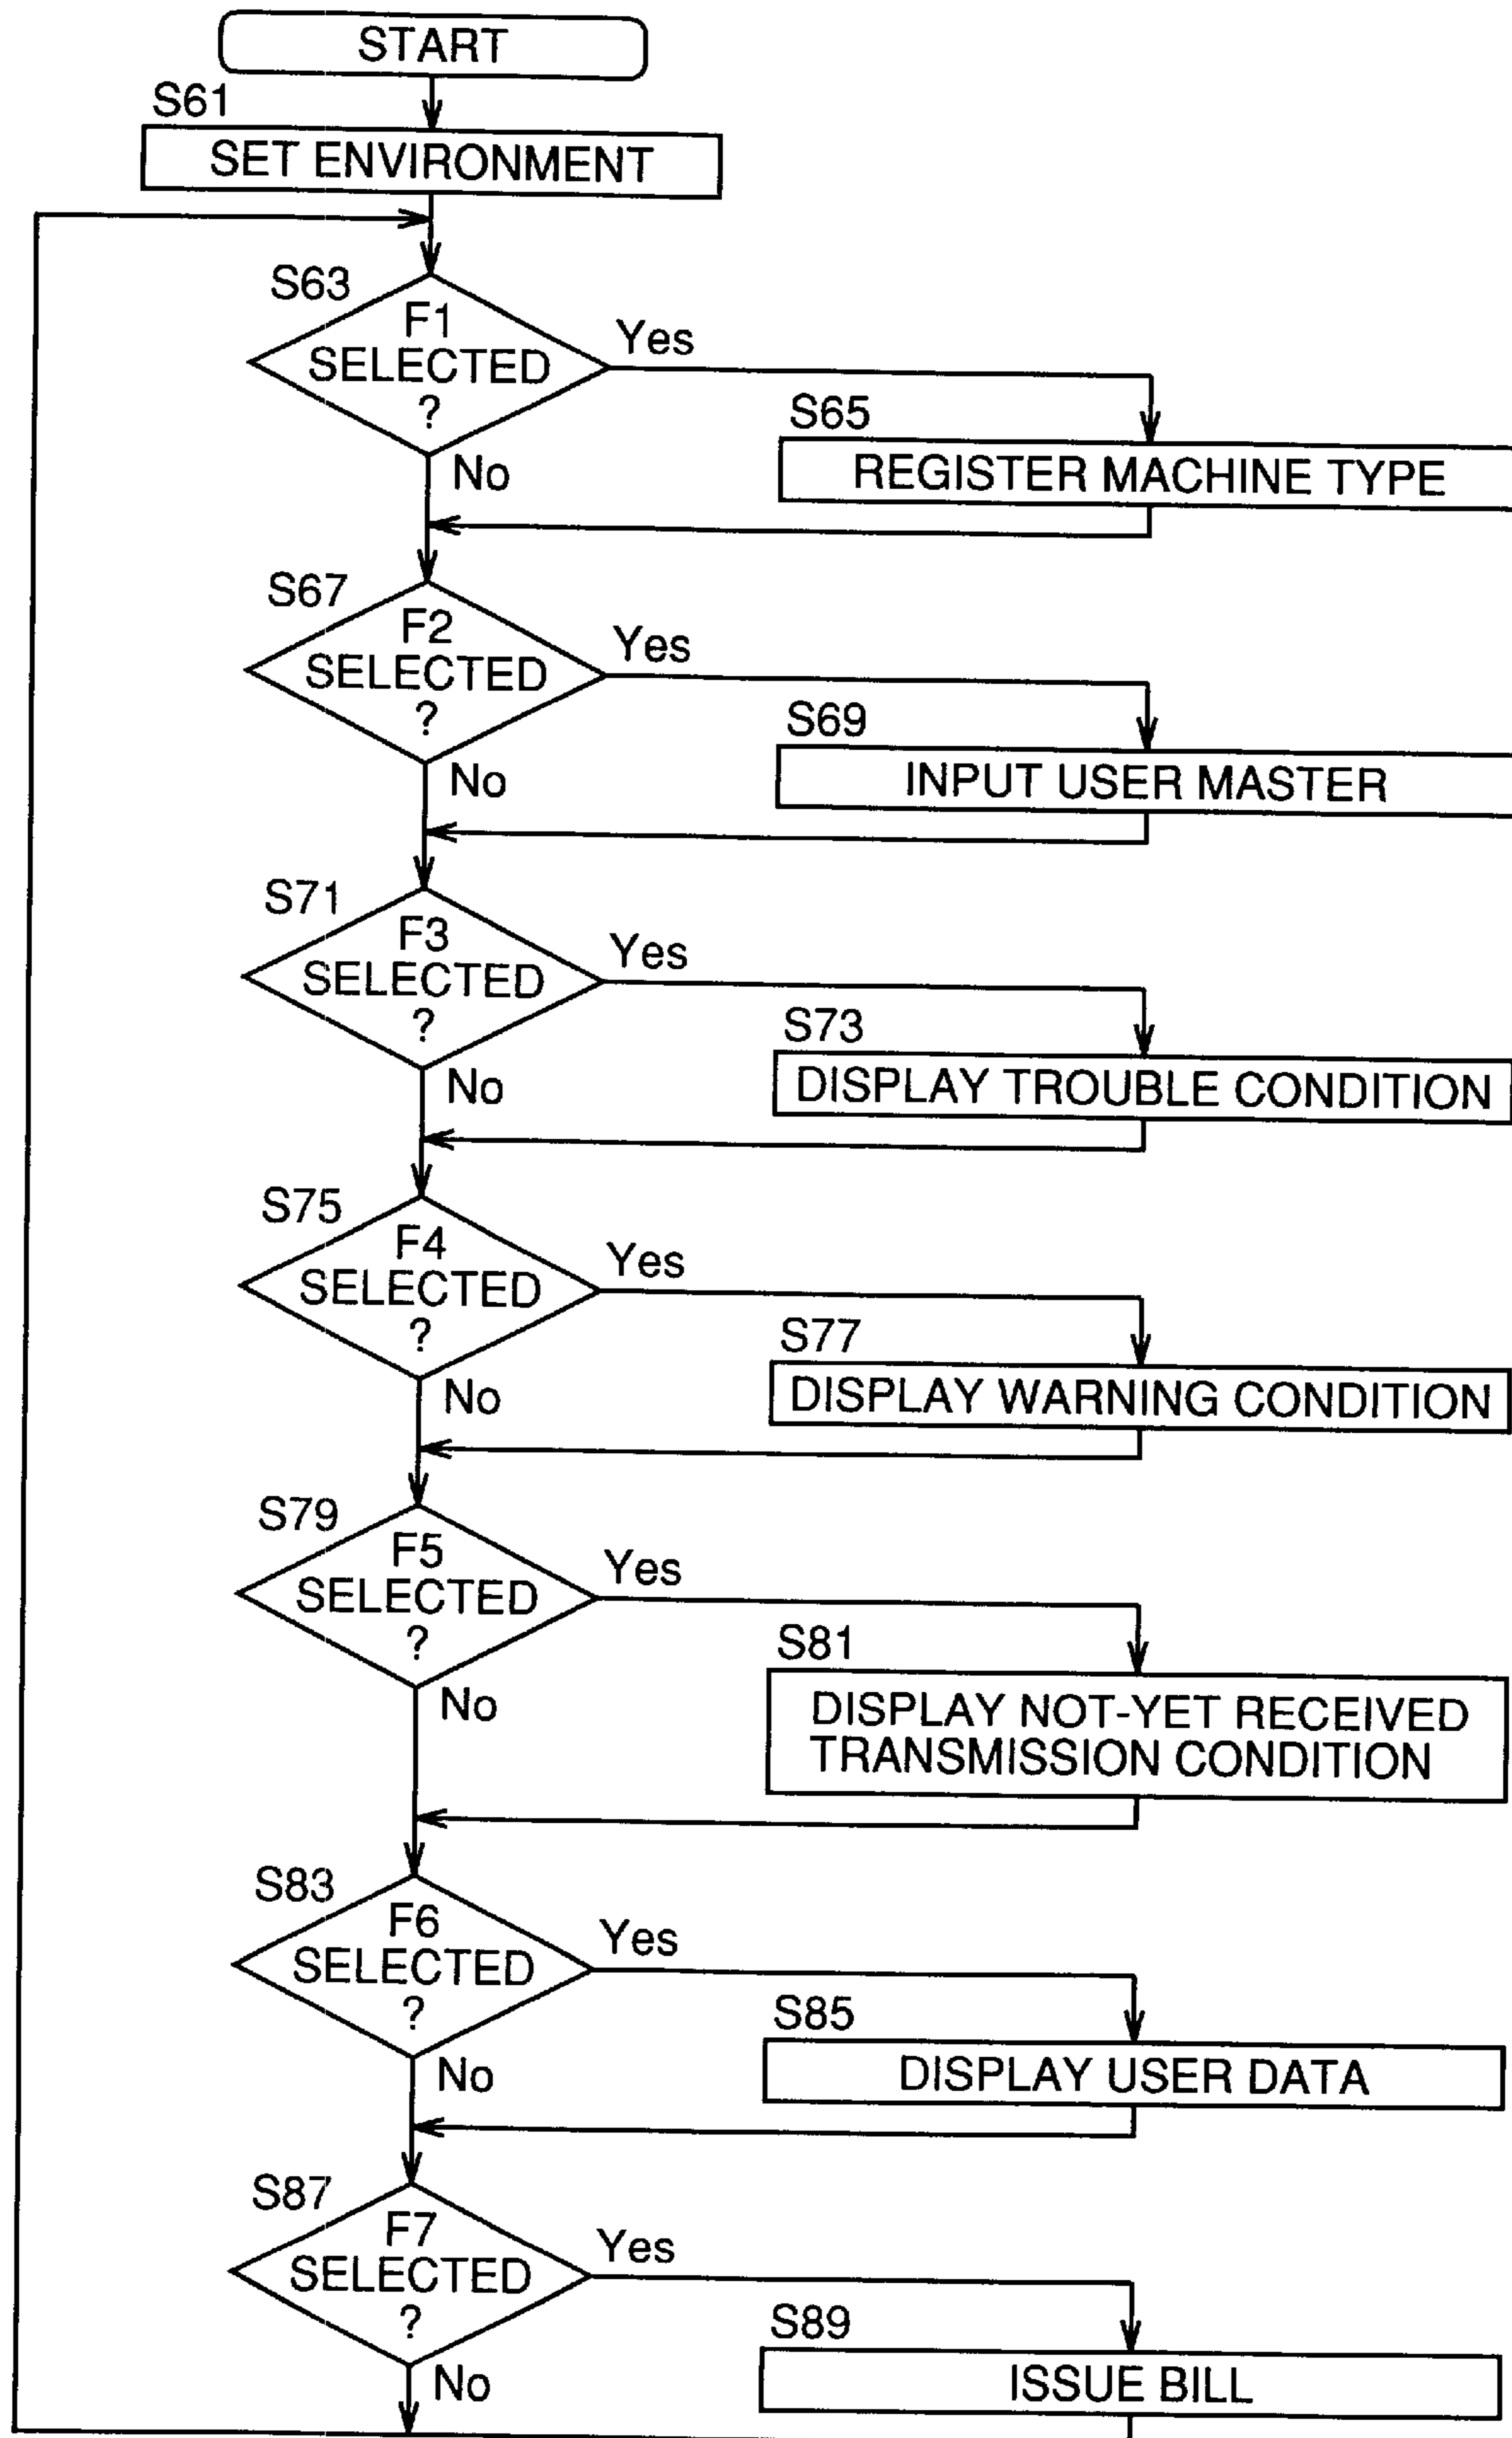 START
S61
SET ENVIRONMENT
S63
F1
SELECTED
?
Yes
No
S65
REGISTER MACHINE TYPE
S67
F2
SELECTED
?
Yes
No
S69
INPUT USER MASTER
S71
F3
SELECTED
?
Yes
No
S73
DISPLAY TROUBLE CONDITION
S75
F4
SELECTED
?
Yes
No
S77
DISPLAY WARNING CONDITION
S79
F5
SELECTED
?
Yes
No
S81
DISPLAY NOT-YET RECEIVED
TRANSMISSION CONDITION
S83
F6
SELECTED
?
Yes
No
S85
DISPLAY USER DATA
S87
F7
SELECTED
?
Yes
No
S89
ISSUE BILL